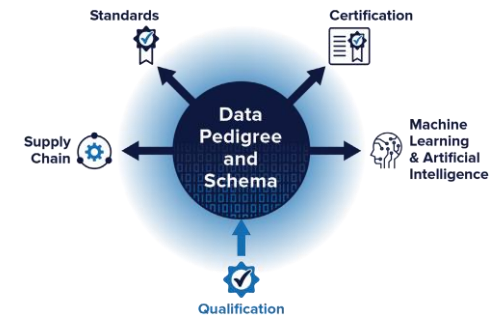 Standards
Certification
Data
Pedigree
and
Schema
Supply
Chain
Machine
Learning
& Artificial
Intelligence
Qualification